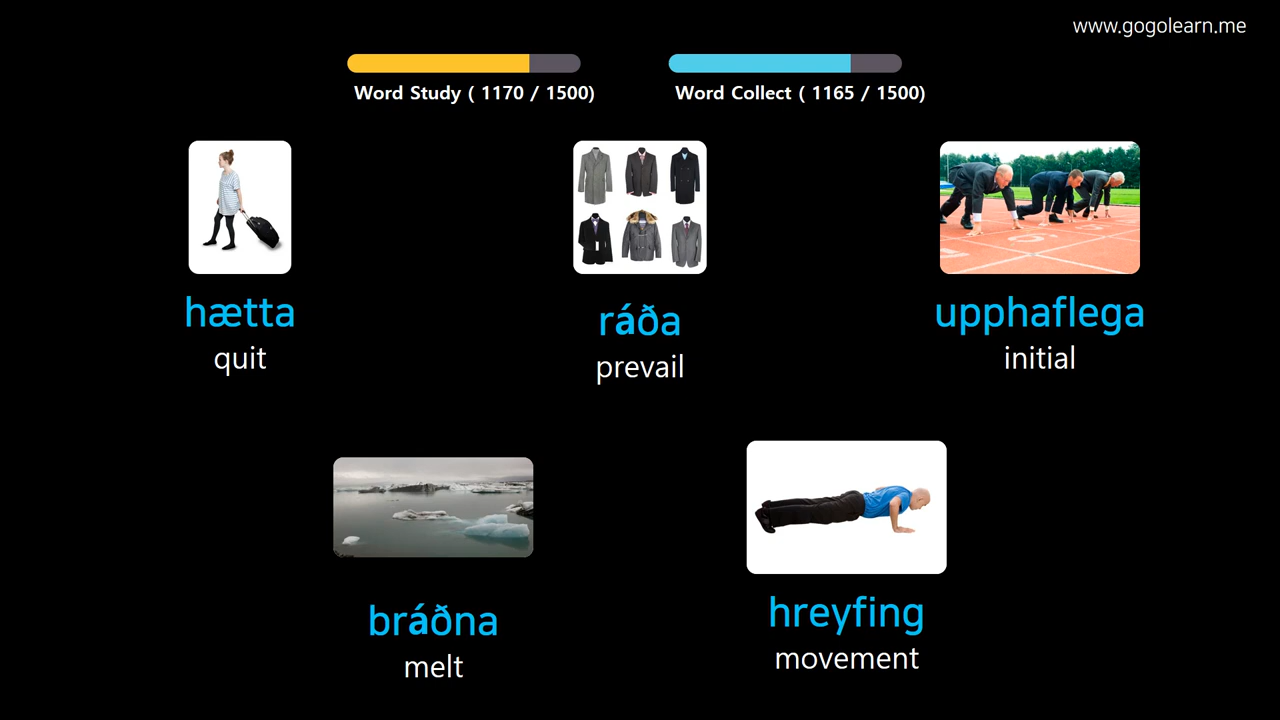 www.gogolearn.me
Word Study ( 1170 / 1500)
Word Collect ( 1165 / 1500)
hætta
quit
ráða
prevail
upphaflega
initial
bráðna
melt
hreyfing
movement